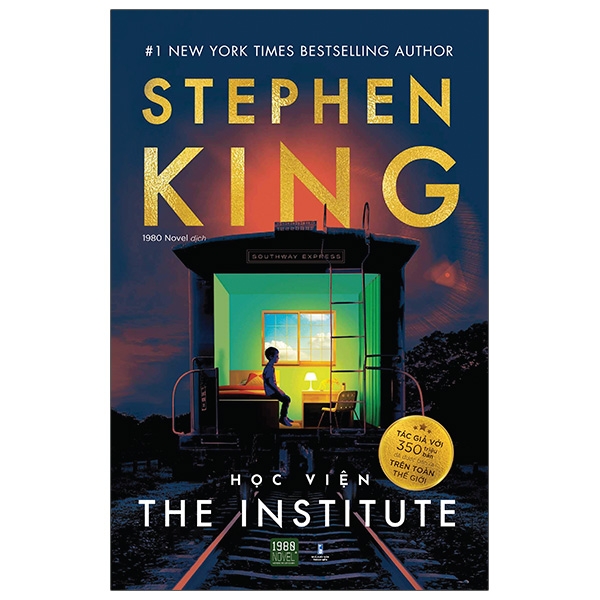 #1 NEW YORK TIMES BESTSELLING AUTHOR
STEPHEN
KING
1980 Novel dịch
SOUTHWAY EXPRESS
TÁC GIẢ VỚI
350 triệu bản
TRÊN TOÀN
THẾ GIỚI
HỌC VIỆN
THE INSTITUTE
1980
NOVEL